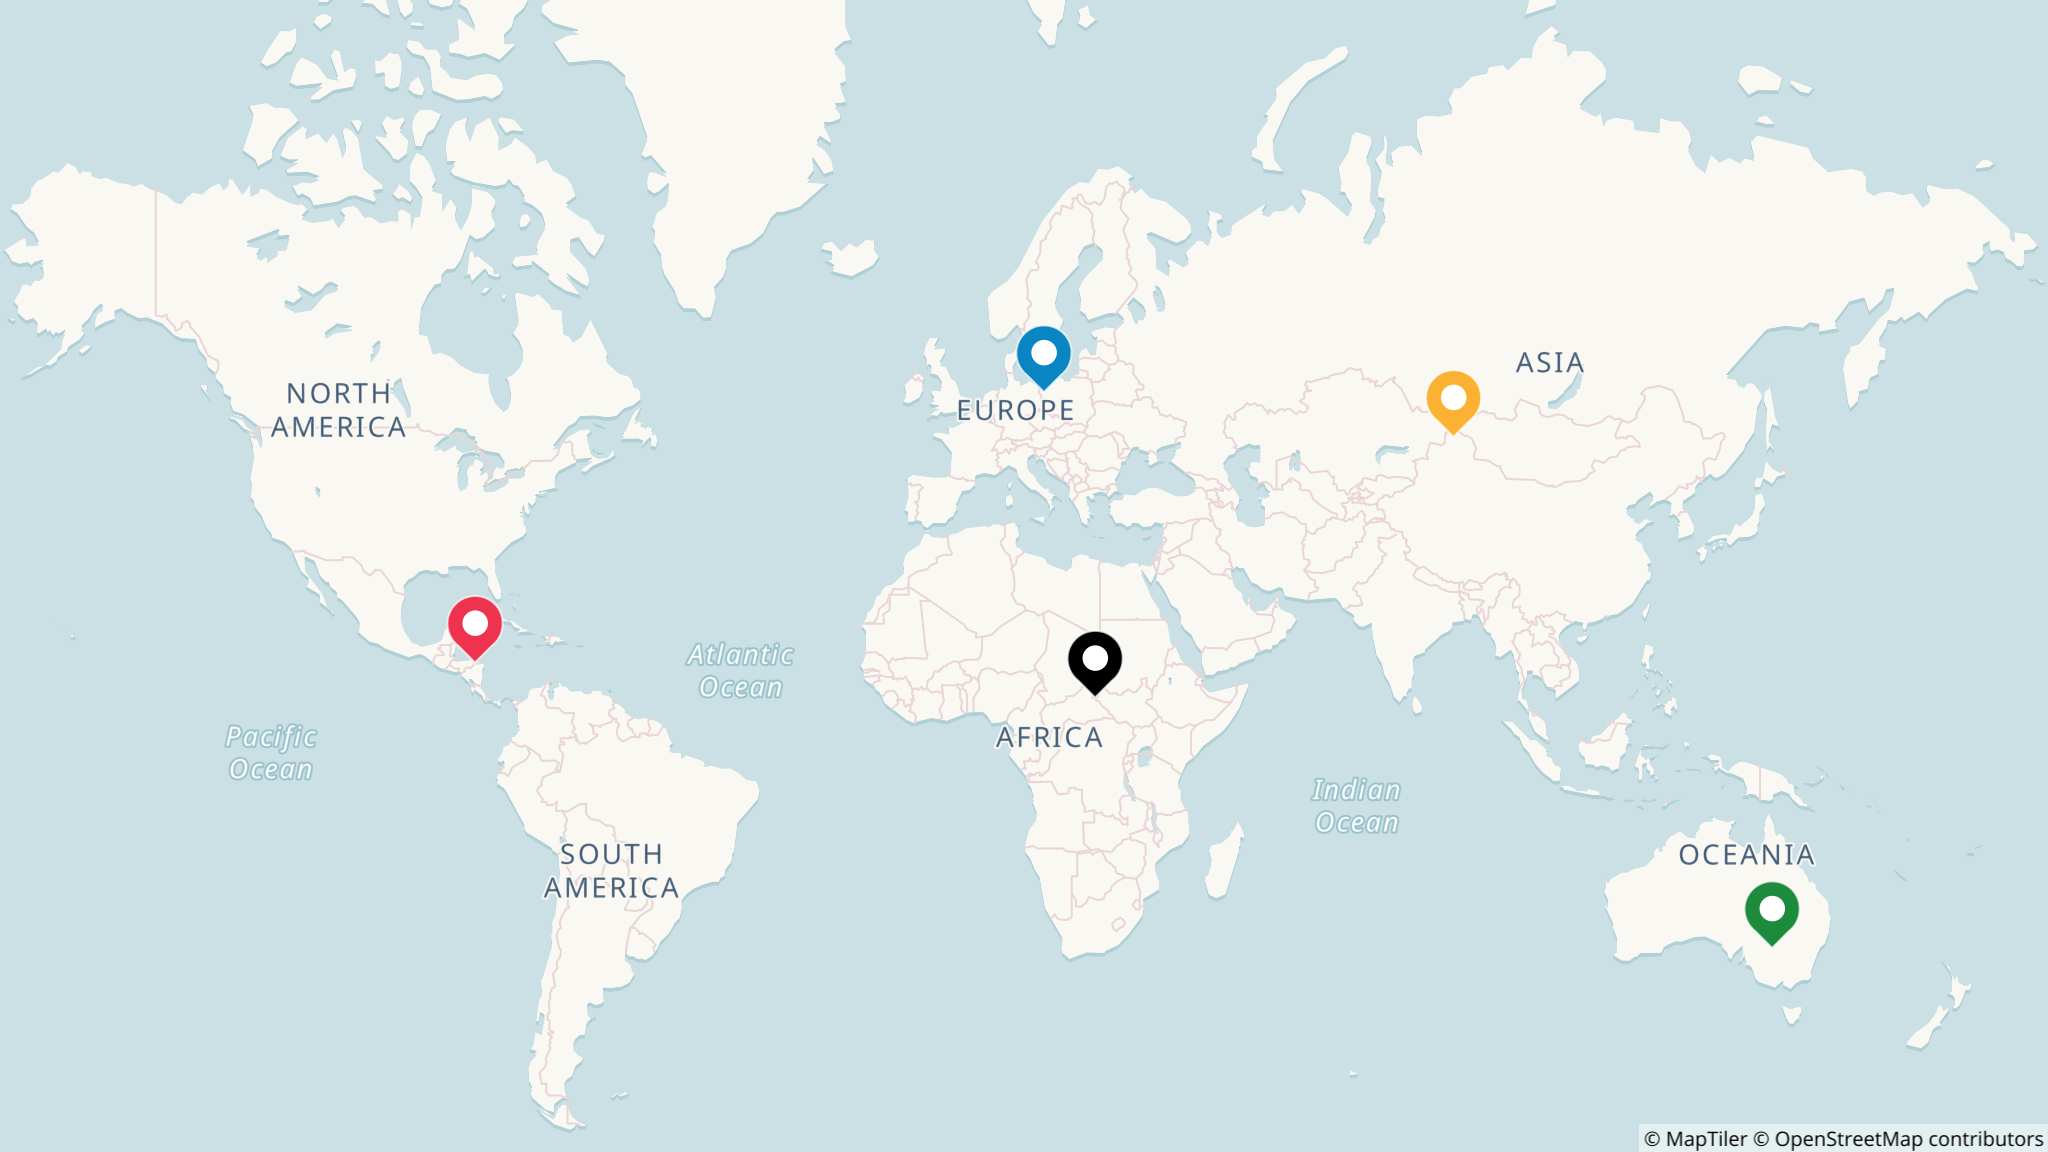 ASIA
NORTH
AMERICA
EUROPE
Atlantic
Ocean
Pacific
Ocean
AFRICA
Indian
Ocean
SOUTH
AMERICA
OCEANIA
© MapTiler © OpenStreetMap contributors